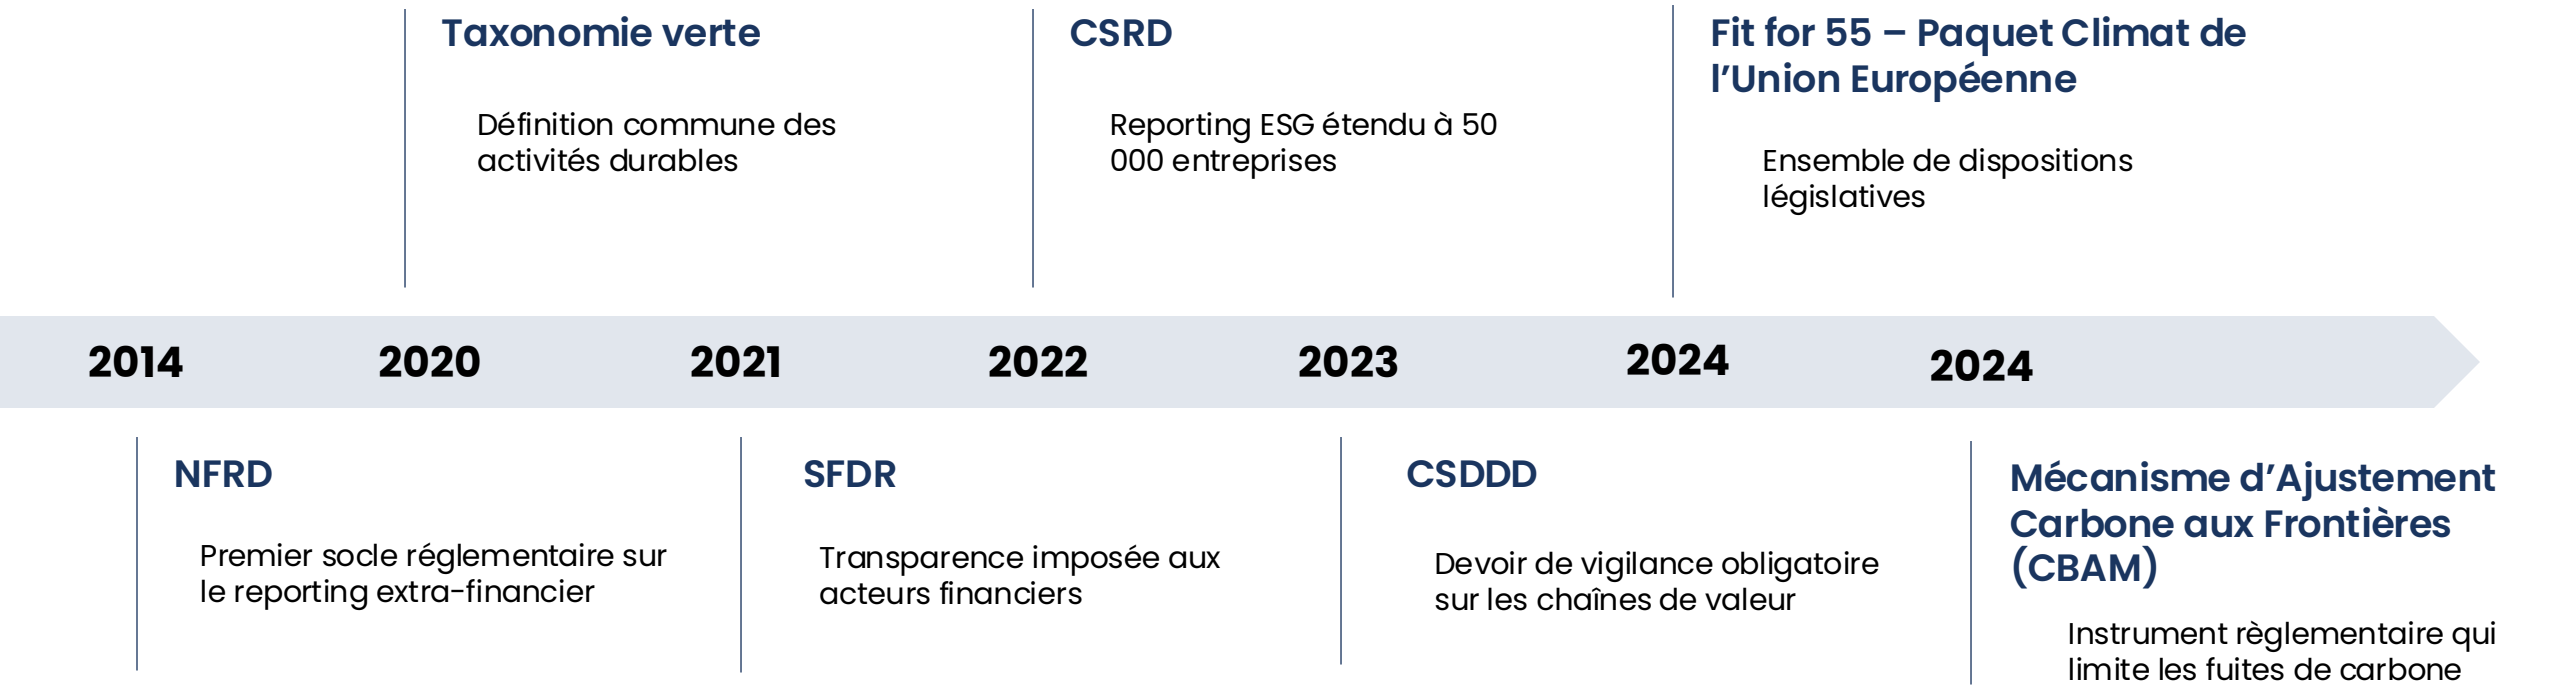 Taxonomie verte
Définition commune des
activités durables
CSRD
Reporting ESG étendu à 50
000 entreprises
Fit for 55 – Paquet Climat de
l’Union Européenne
Ensemble de dispositions
législatives
2014
2020
2021
2022
2023
2024
2024
NFRD
Premier socle réglementaire sur
le reporting extra-financier
SFDR
Transparence imposée aux
acteurs financiers
CSDDD
Devoir de vigilance obligatoire
sur les chaînes de valeur
Mécanisme d’Ajustement
Carbone aux Frontières
(CBAM)
Instrument règlementaire qui
limite les fuites de carbone